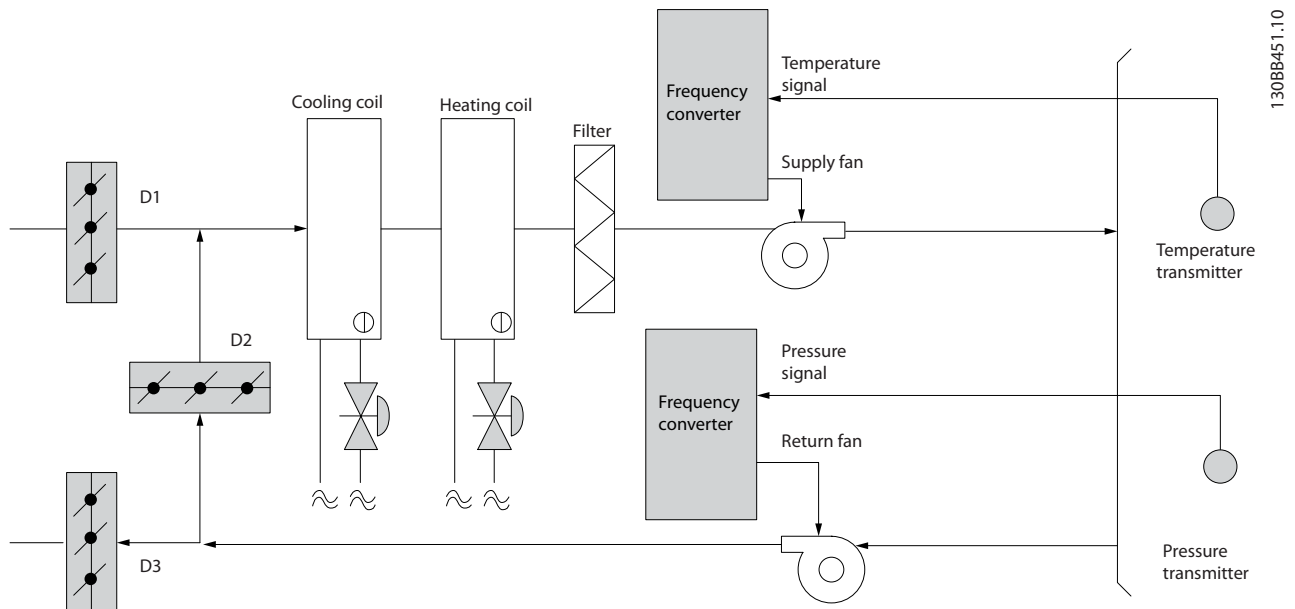 130BB451.10
Temperature
signal
Frequency
converter
Cooling coil
Heating coil
Filter
Supply fan
D1
Temperature
transmitter
D2
Pressure
signal
Frequency
converter
Return fan
D3
Pressure
transmitter